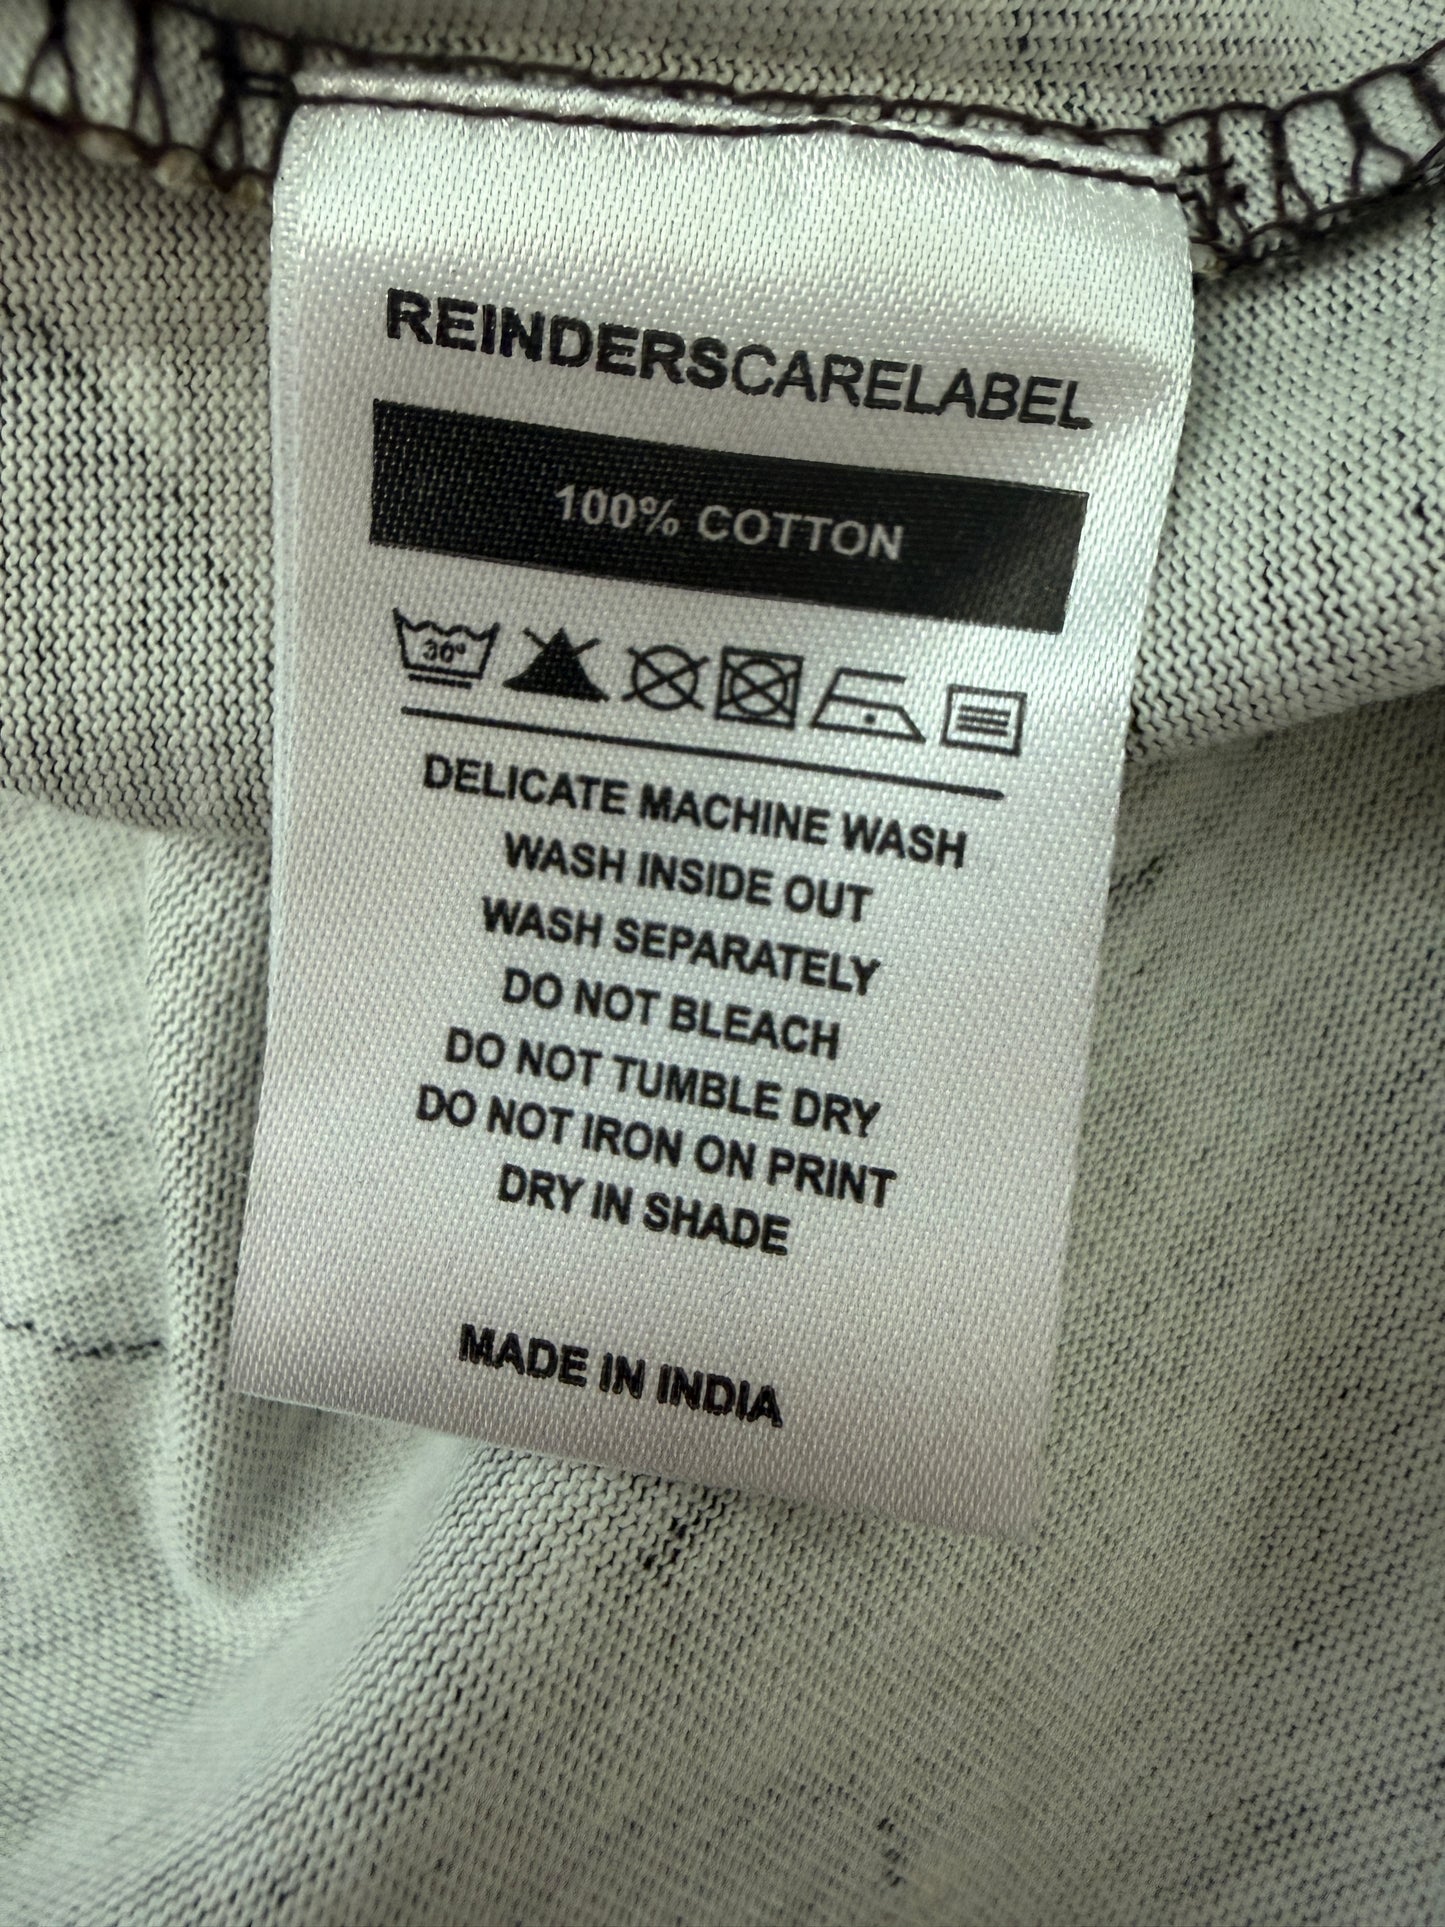 REINDERSCARELABEL
100% COTTON
30°
DELICATE MACHINE WASH
WASH INSIDE OUT
WASH SEPARATELY
DO NOT BLEACH
DO NOT TUMBLE DRY
DO NOT IRON ON PRINT
DRY IN SHADE
MADE IN INDIA